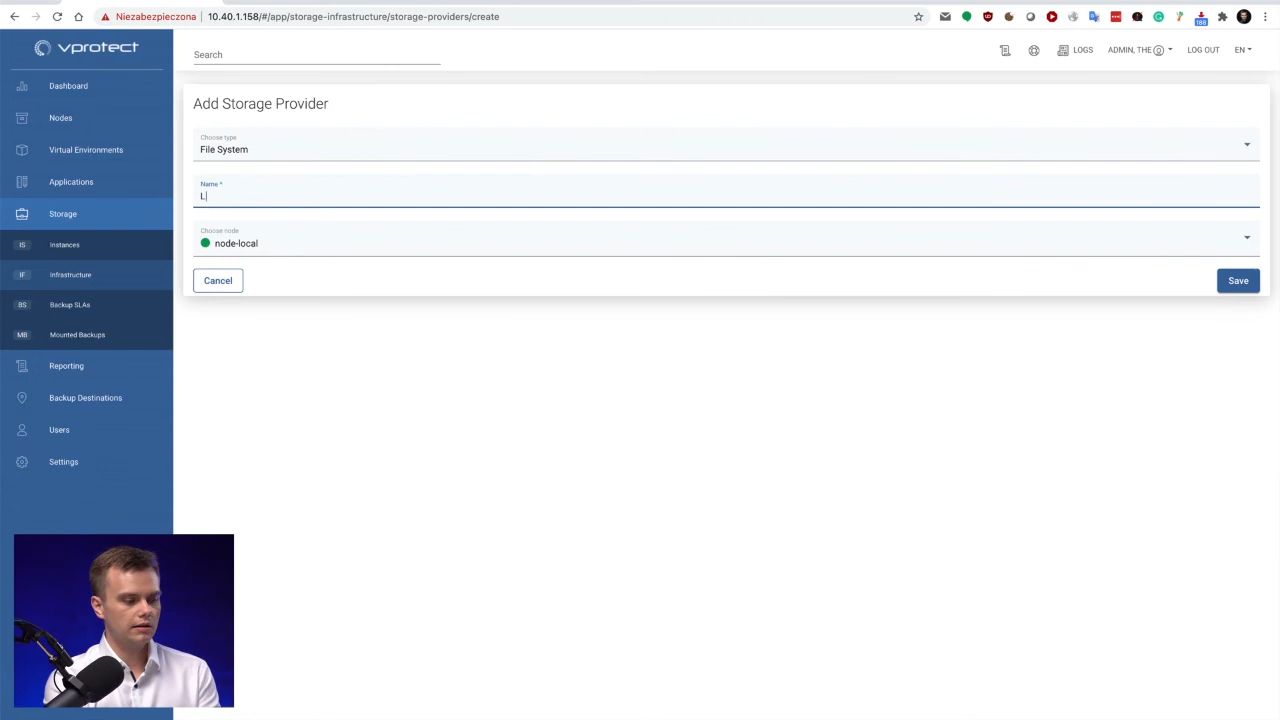 Niezabezpieczona
10.40.1.158/#/app/storage-infrastructure/storage-providers/create
188
vprotect
Search
LOGS
ADMIN, THE
LOG OUT
EN
Dashboard
Nodes
Virtual Environments
Applications
Storage
IS Instances
IF Infrastructure
BS Backup SLAs
MB Mounted Backups
Reporting
Backup Destinations
Users
Settings
Add Storage Provider
Choose type
File System
Name *
L
Choose node
node-local
Cancel
Save